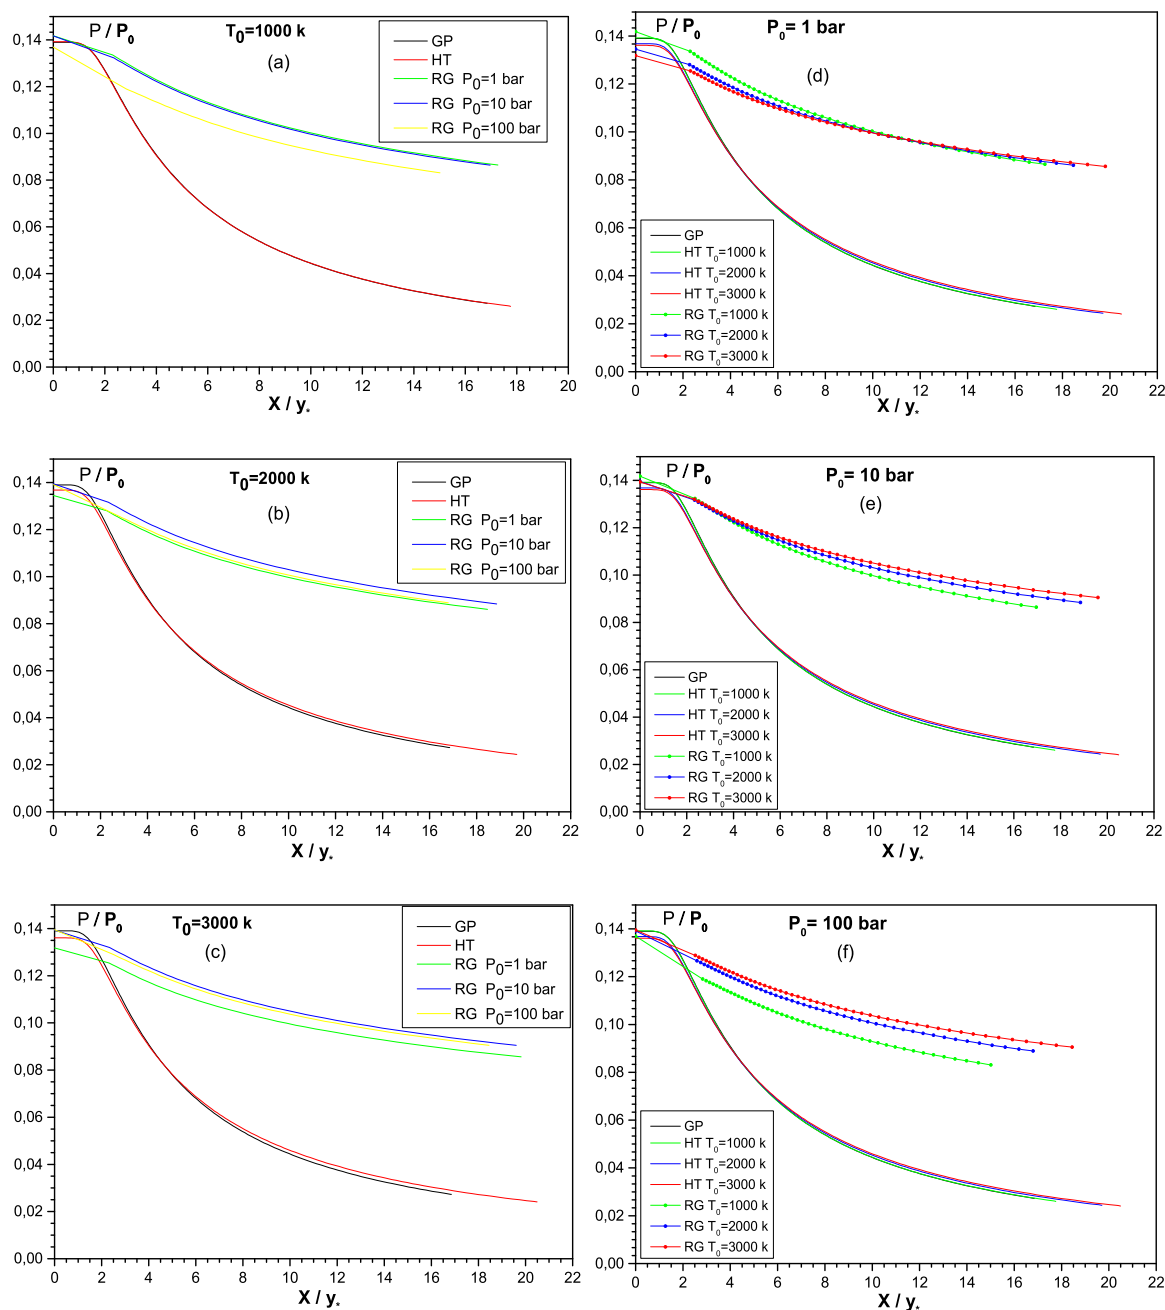 P / P0
T0=1000 k
(a)
GP
HT
RG P0=1 bar
RG P0=10 bar
RG P0=100 bar
0,14
0,12
0,10
0,08
0,06
0,04
0,02
0,00
0 2 4 6 8 10 12 14 16 18 20
X / y*
P / P0
P0= 1 bar
(d)
0,14
0,12
0,10
0,08
0,06
0,04
0,02
0,00
GP
HT T0=1000 k
HT T0=2000 k
HT T0=3000 k
RG T0=1000 k
RG T0=2000 k
RG T0=3000 k
0 2 4 6 8 10 12 14 16 18 20 22
X / y*
P / P0
T0=2000 k
(b)
GP
HT
RG P0=1 bar
RG P0=10 bar
RG P0=100 bar
0,14
0,12
0,10
0,08
0,06
0,04
0,02
0,00
0 2 4 6 8 10 12 14 16 18 20 22
X / y*
P / P0
P0= 10 bar
(e)
0,14
0,12
0,10
0,08
0,06
0,04
0,02
0,00
GP
HT T0=1000 k
HT T0=2000 k
HT T0=3000 k
RG T0=1000 k
RG T0=2000 k
RG T0=3000 k
0 2 4 6 8 10 12 14 16 18 20 22
X / y*
P / P0
T0=3000 k
(c)
GP
HT
RG P0=1 bar
RG P0=10 bar
RG P0=100 bar
0,14
0,12
0,10
0,08
0,06
0,04
0,02
0,00
0 2 4 6 8 10 12 14 16 18 20 22
X / y*
P / P0
P0= 100 bar
(f)
0,14
0,12
0,10
0,08
0,06
0,04
0,02
0,00
GP
HT T0=1000 k
HT T0=2000 k
HT T0=3000 k
RG T0=1000 k
RG T0=2000 k
RG T0=3000 k
0 2 4 6 8 10 12 14 16 18 20 22
X / y*